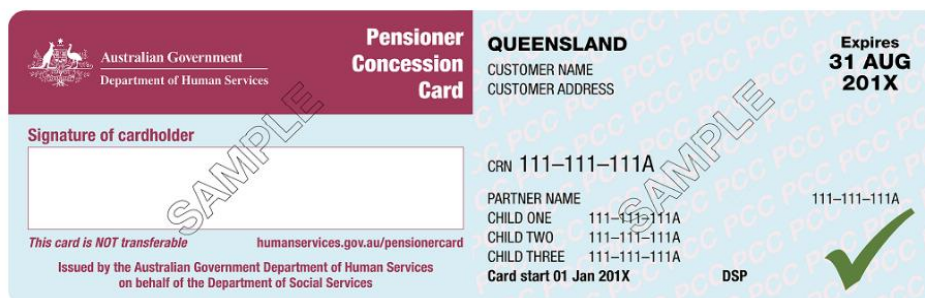 Australian Government
Department of Human Services
Pensioner
Concession
Card
Signature of cardholder
SAMPLE
This card is NOT transferable
humanservices.gov.au/pensionercard
Issued by the Australian Government Department of Human Services
on behalf of the Department of Social Services
QUEENSLAND
CUSTOMER NAME
CUSTOMER ADDRESS
Expires
31 AUG
201X
CRN 111–111–111A
PARTNER NAME 111–111–111A
CHILD ONE 111–111–111A
CHILD TWO 111–111–111A
CHILD THREE 111–111–111A
Card start 01 Jan 201X DSP
SAMPLE
PCC PCC PCC